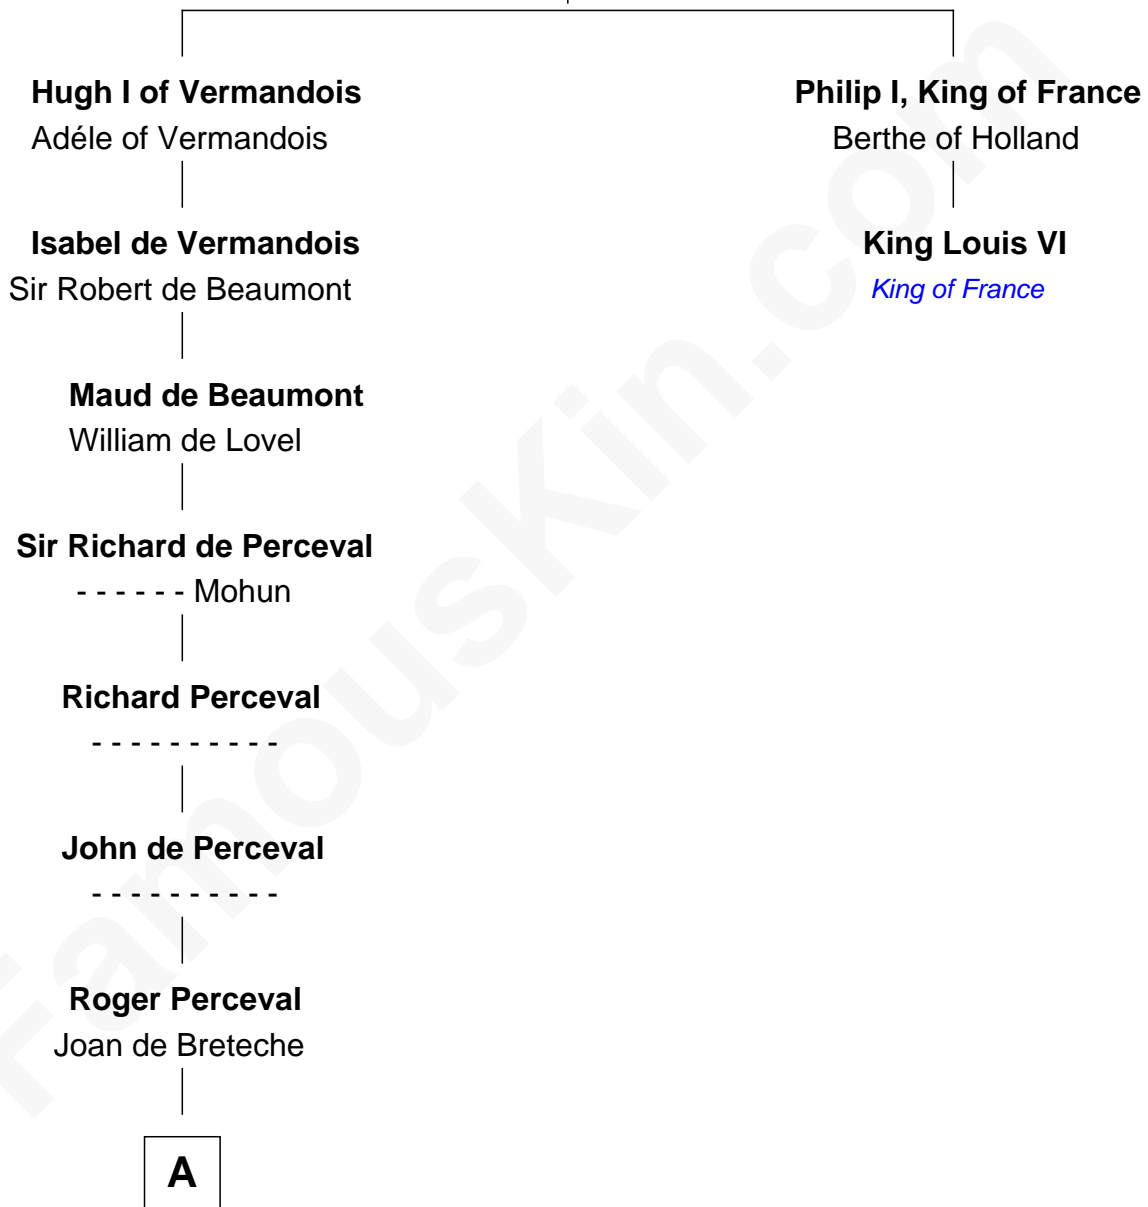 Hugh I of Vermandois
Adéle of Vermandois
Philip I, King of France
Berthe of Holland
Isabel de Vermandois
Sir Robert de Beaumont
King Louis VI
King of France
Maud de Beaumont
William de Lovel
Sir Richard de Perceval
- - - - - - Mohun
Richard Perceval
- - - - - - - - - -
John de Perceval
- - - - - - - - - -
Roger Perceval
Joan de Breteche
A
FamousKin.com